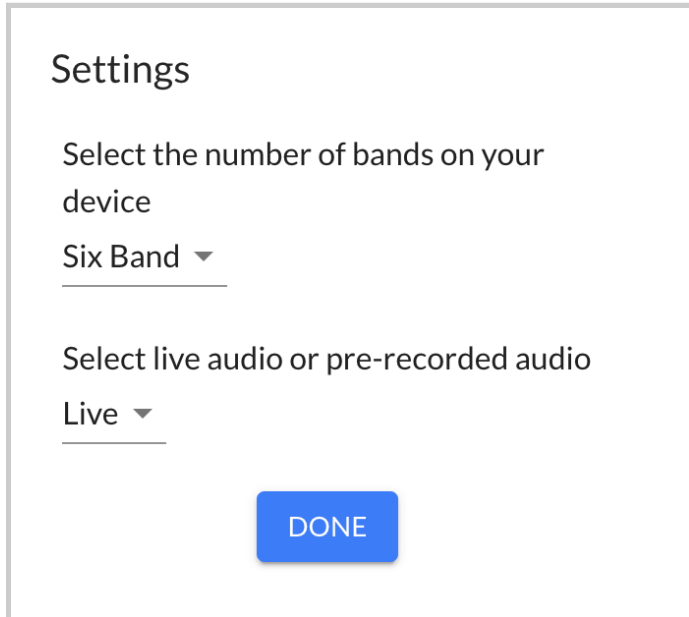 Settings
Select the number of bands on your
device
Six Band
Select live audio or pre-recorded audio
Live
DONE